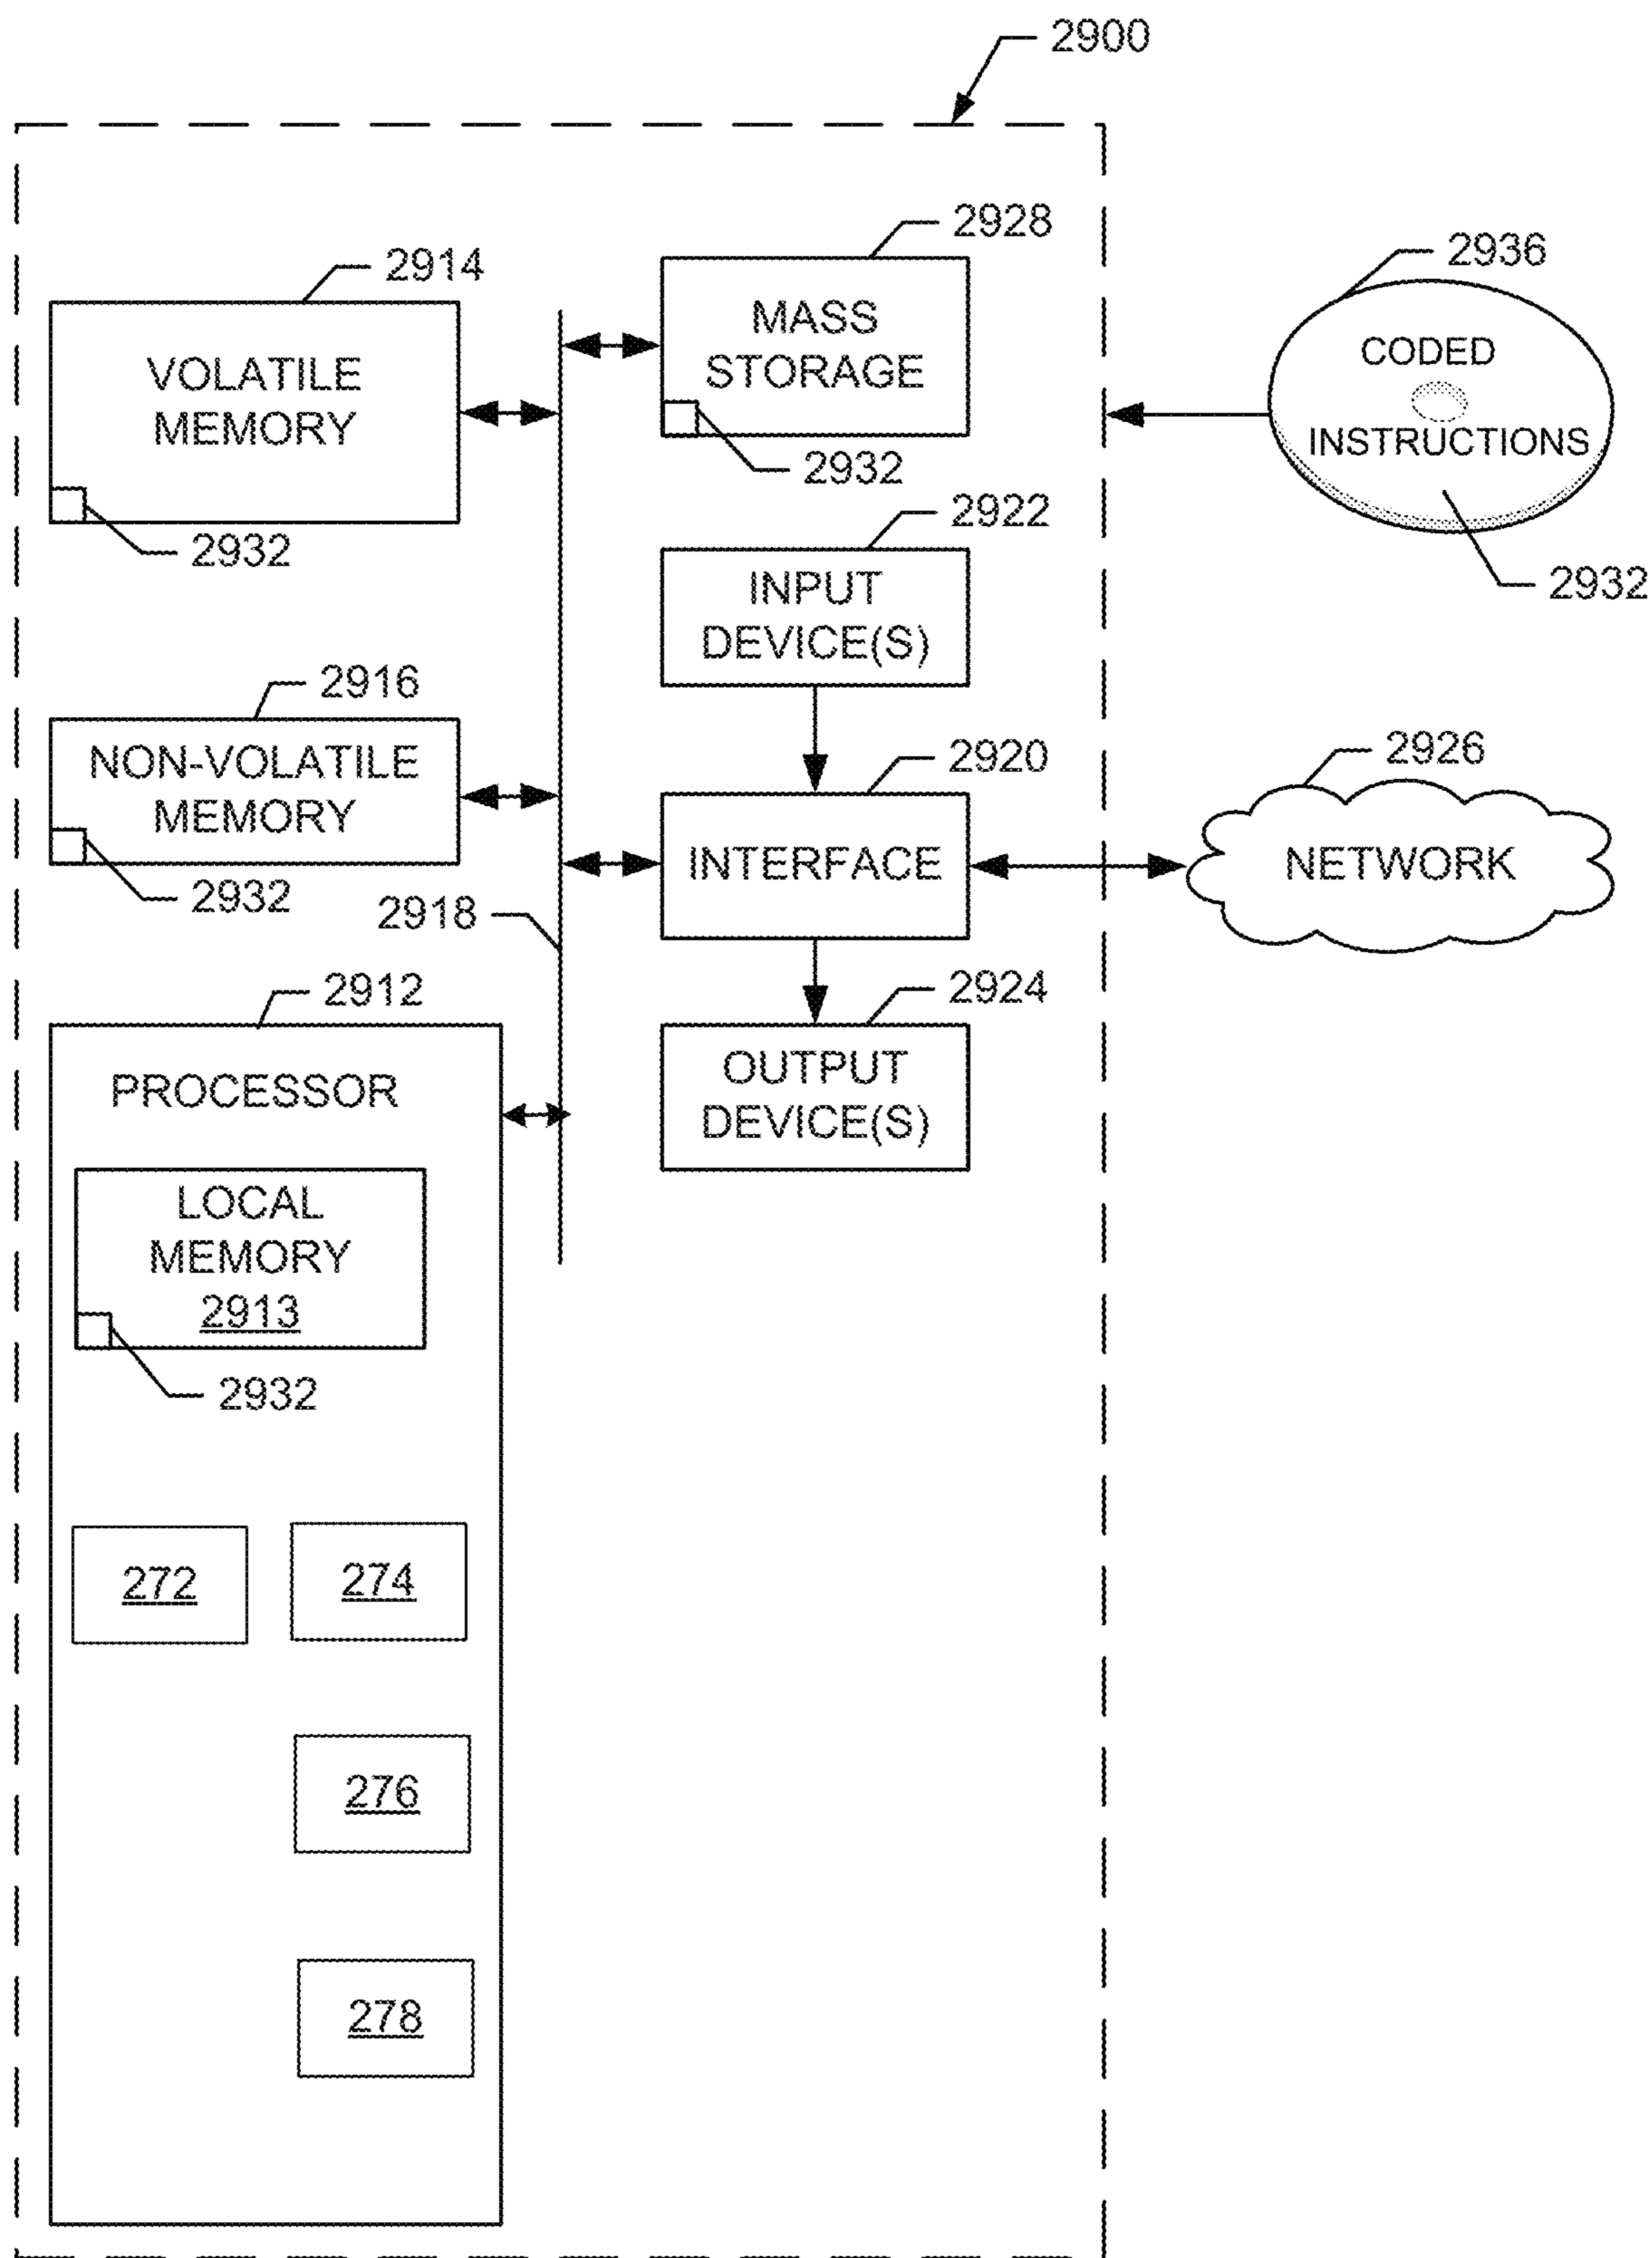 2900
2928
2914
2936
MASS
STORAGE
VOLATILE
MEMORY
CODED
INSTRUCTIONS
2932
2922
2932
2932
INPUT
DEVICE(S)
2916
2920
2926
NON-VOLATILE
MEMORY
INTERFACE
NETWORK
2932
2918
2912
2924
PROCESSOR
OUTPUT
DEVICE(S)
LOCAL
MEMORY
2913
2932
272
274
276
278